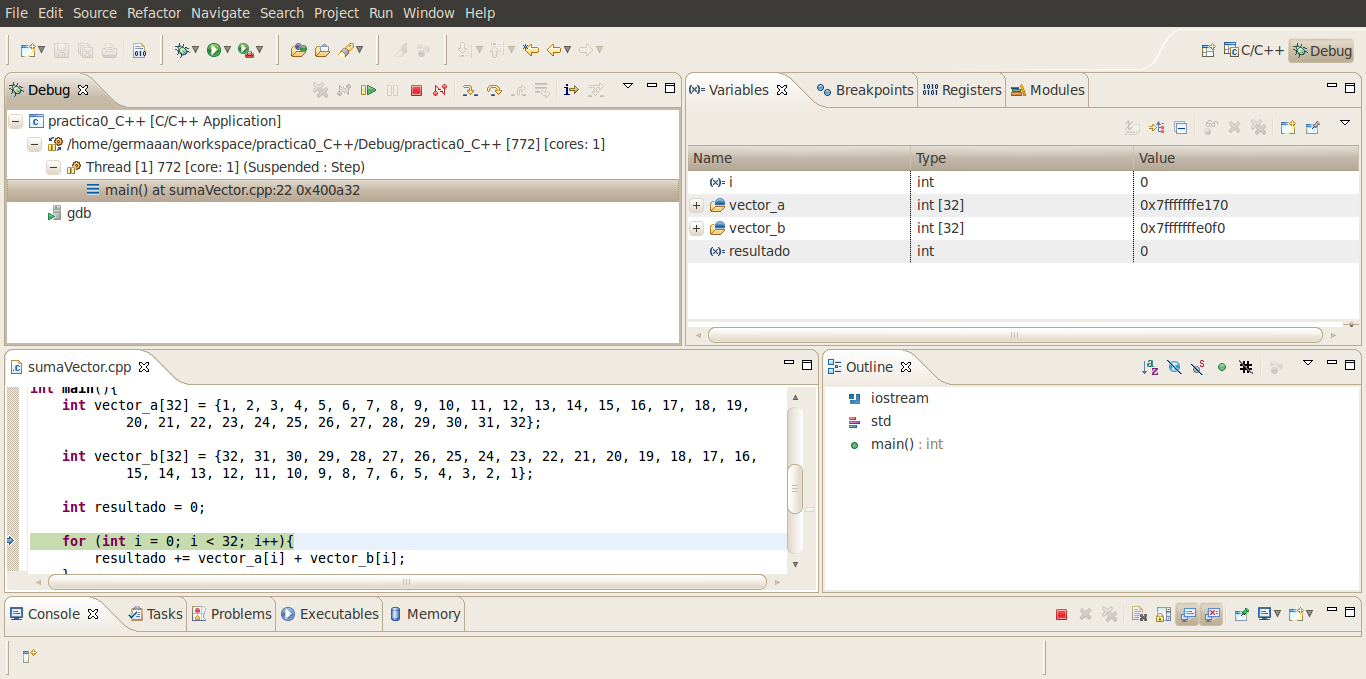 File Edit Source Refactor Navigate Search Project Run Window Help
C/C++ Debug
Debug
practica0_C++ [C/C++ Application]
/home/germaaan/workspace/practica0_C++/Debug/practica0_C++ [772] [cores: 1]
Thread [1] 772 [core: 1] (Suspended : Step)
main() at sumaVector.cpp:22 0x400a32
gdb
Variables Breakpoints Registers Modules
Name Type Value
i int 0
vector_a int [32] 0x7fffffffe170
vector_b int [32] 0x7fffffffe0f0
resultado int 0
sumaVector.cpp
int main(){
int vector_a[32] = {1, 2, 3, 4, 5, 6, 7, 8, 9, 10, 11, 12, 13, 14, 15, 16, 17, 18, 19,
20, 21, 22, 23, 24, 25, 26, 27, 28, 29, 30, 31, 32};
int vector_b[32] = {32, 31, 30, 29, 28, 27, 26, 25, 24, 23, 22, 21, 20, 19, 18, 17, 16,
15, 14, 13, 12, 11, 10, 9, 8, 7, 6, 5, 4, 3, 2, 1};
int resultado = 0;
for (int i = 0; i < 32; i++){
resultado += vector_a[i] + vector_b[i];
}
Outline
iostream
std
main() : int
Console Tasks Problems Executables Memory